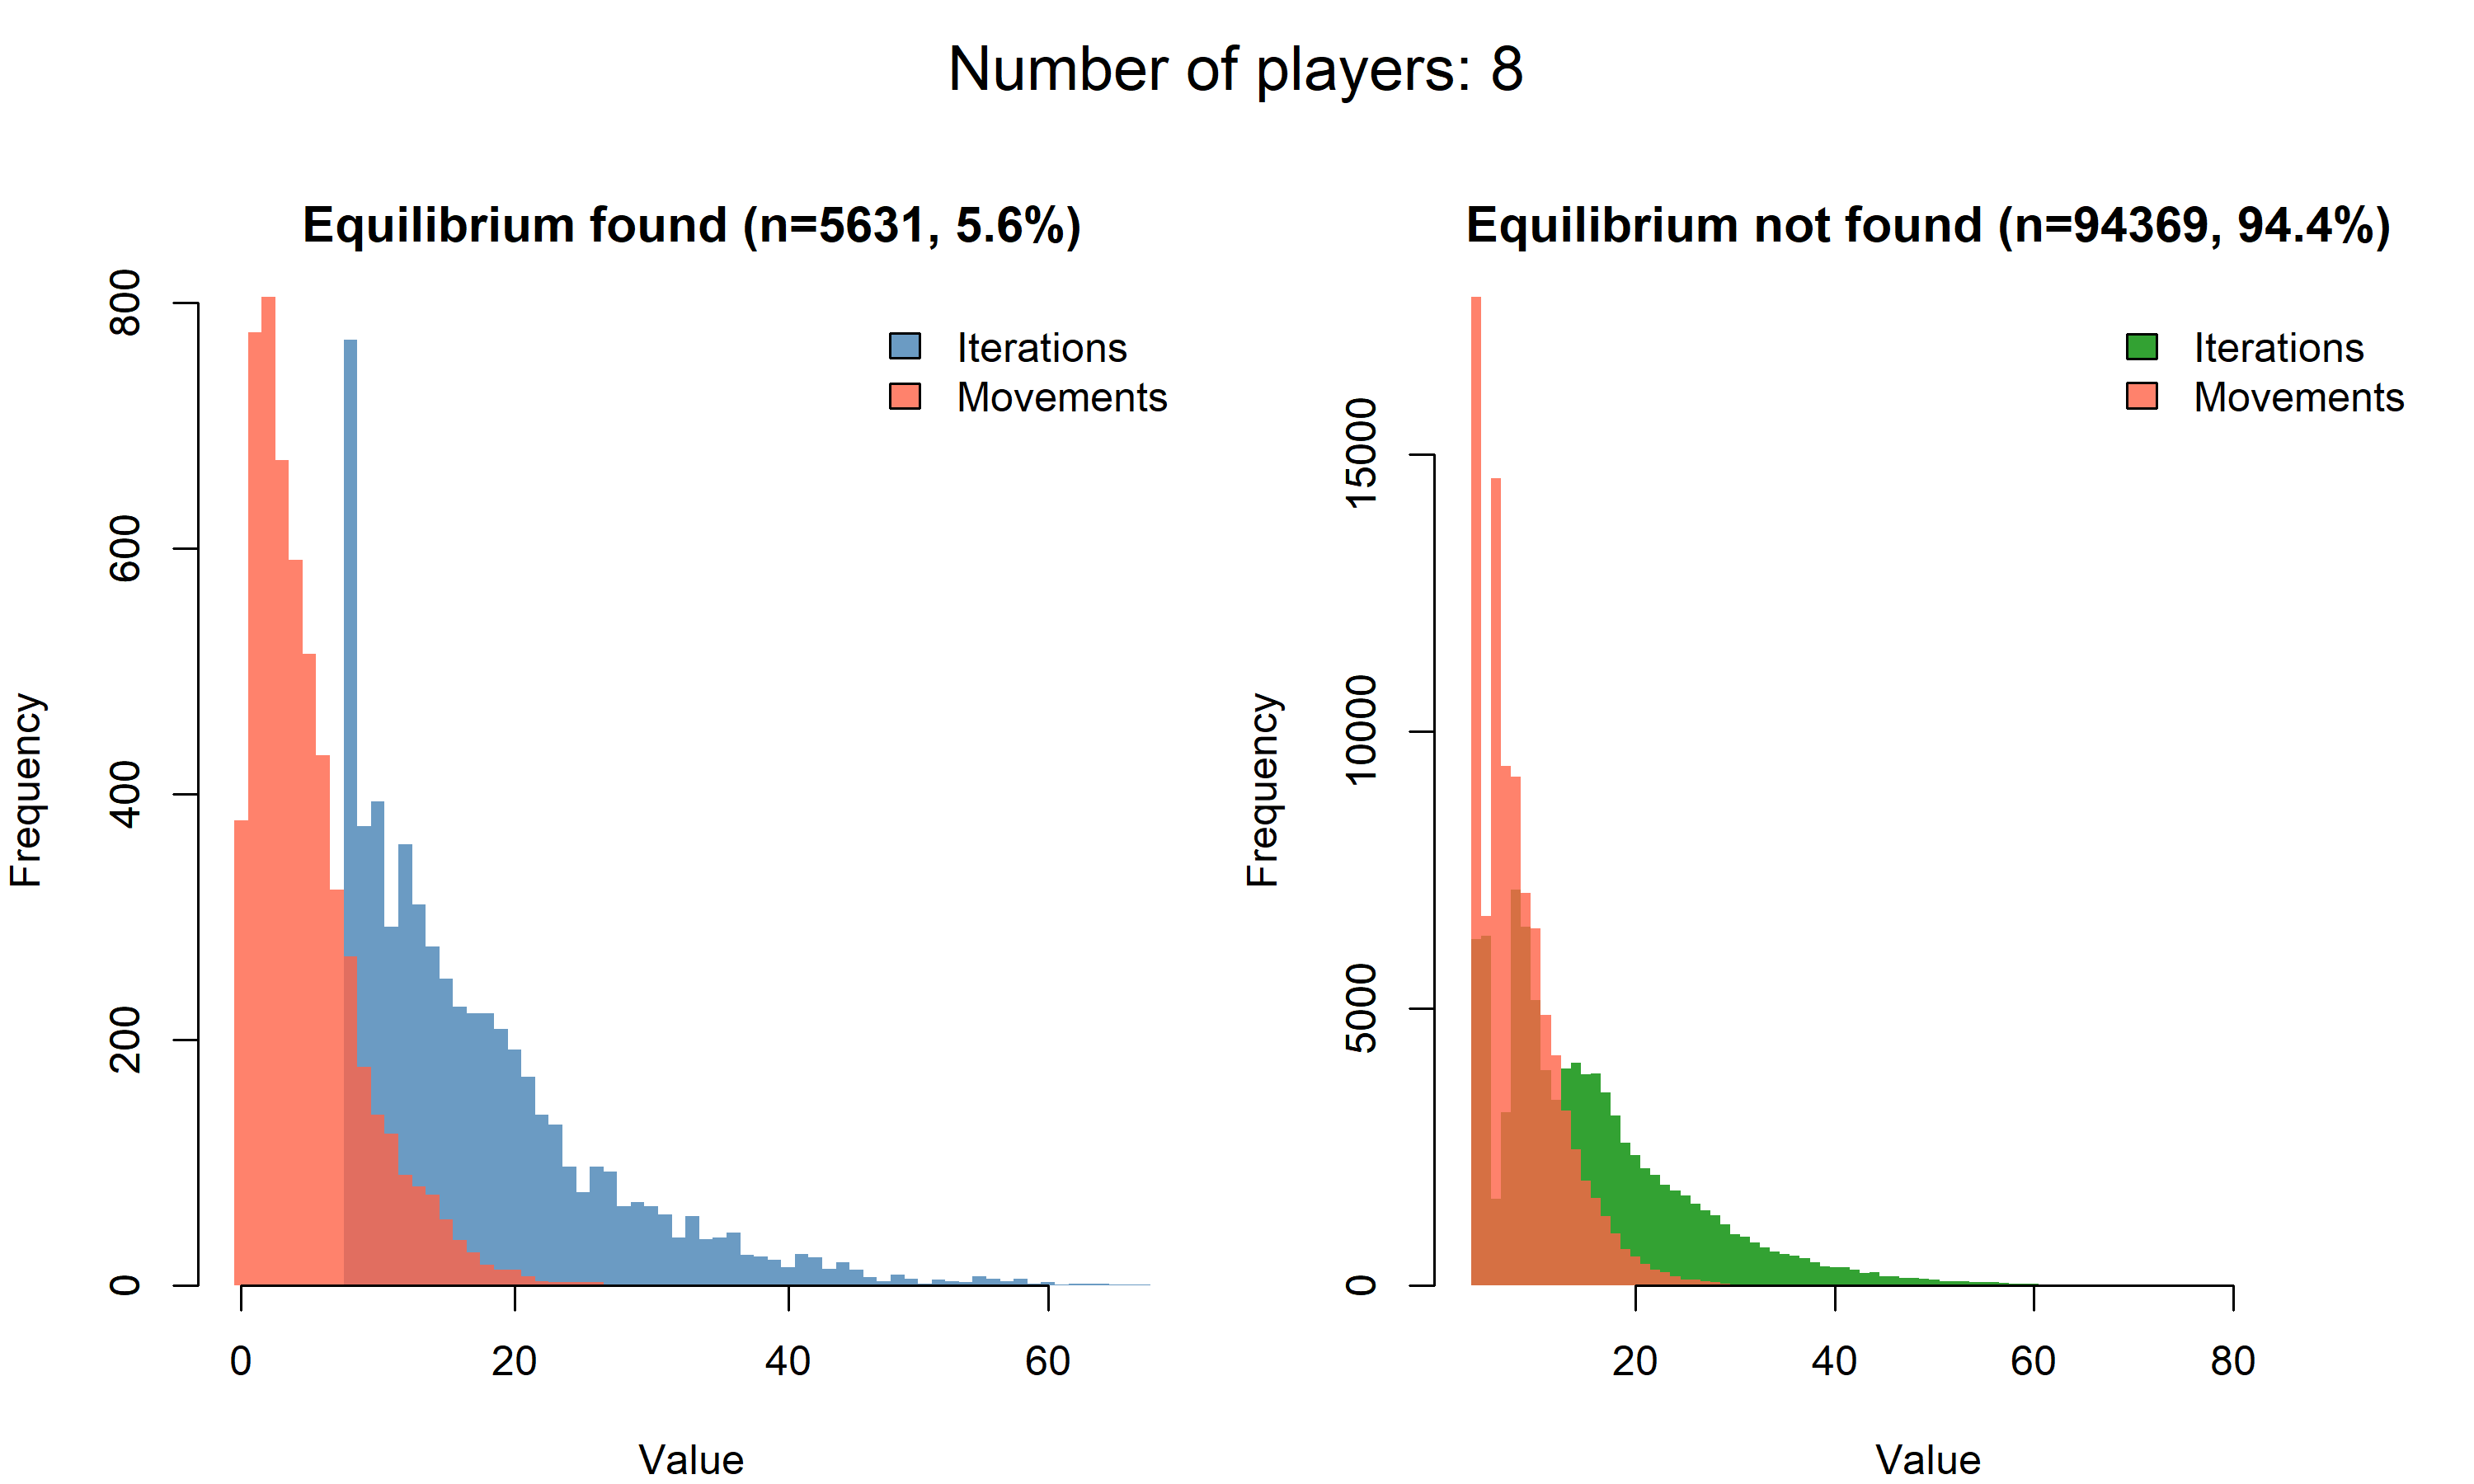 Number of players: 8
Equilibrium found (n=5631, 5.6%)
Iterations
Movements
Frequency
800
600
400
200
0
0 20 40 60
Value
Equilibrium not found (n=94369, 94.4%)
Iterations
Movements
Frequency
15000
10000
5000
0
20 40 60 80
Value